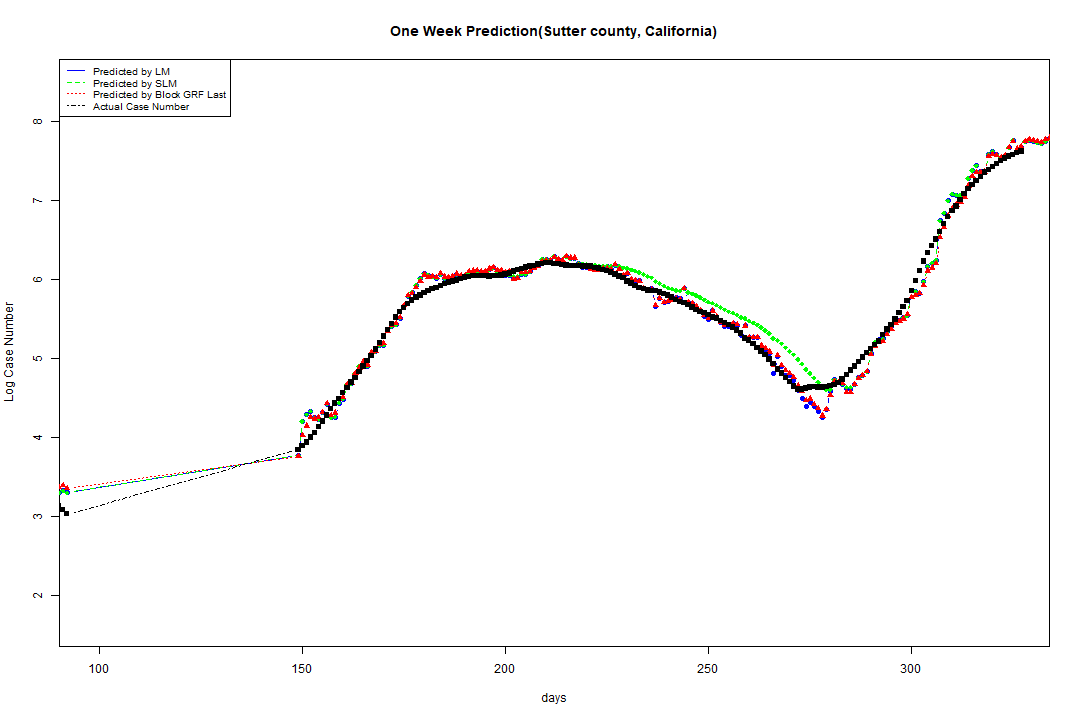 One Week Prediction(Sutter county, California)
Predicted by LM
Predicted by SLM
Predicted by Block GRF Last
Actual Case Number
8
7
6
5
4
3
2
Log Case Number
100 150 200 250 300
days